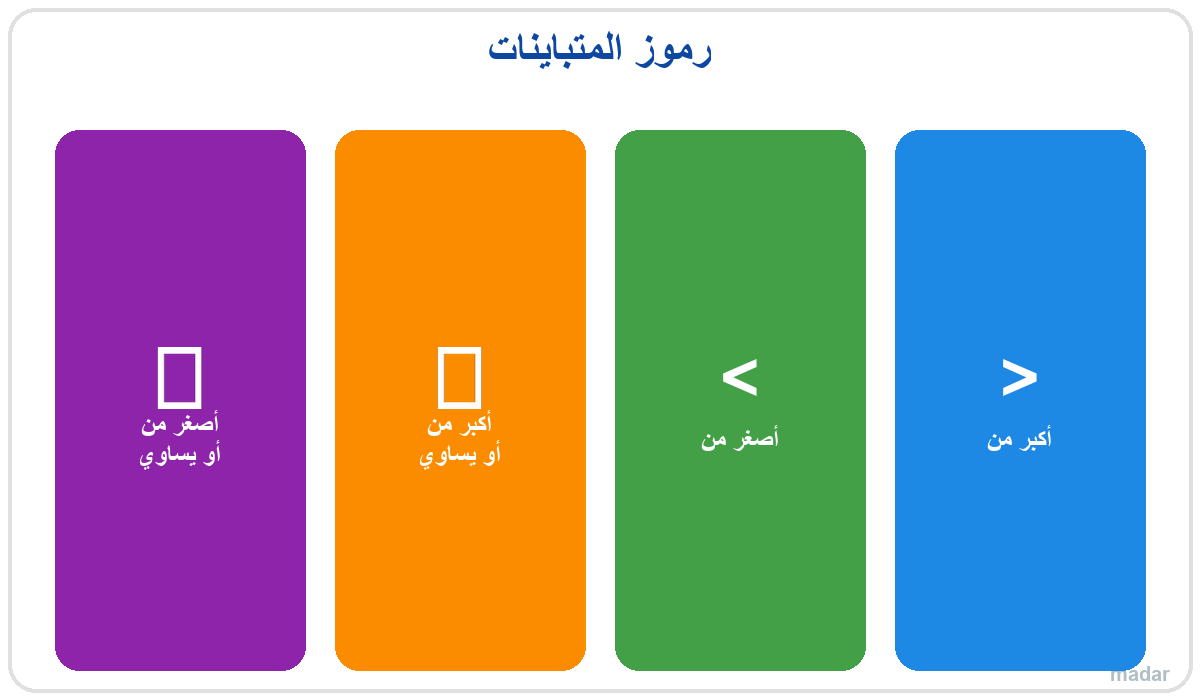 رموز المتباينات
>
أكبر من
<
أصغر من
أكبر من
أو يساوي
أصغر من
أو يساوي
madar